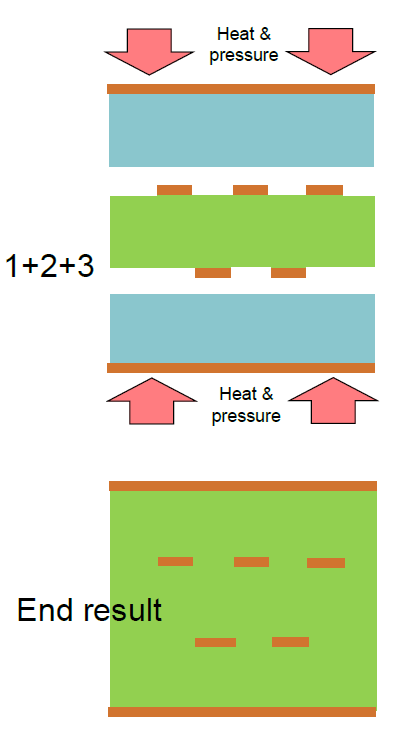 Heat &
pressure
1+2+3
Heat &
pressure
End result